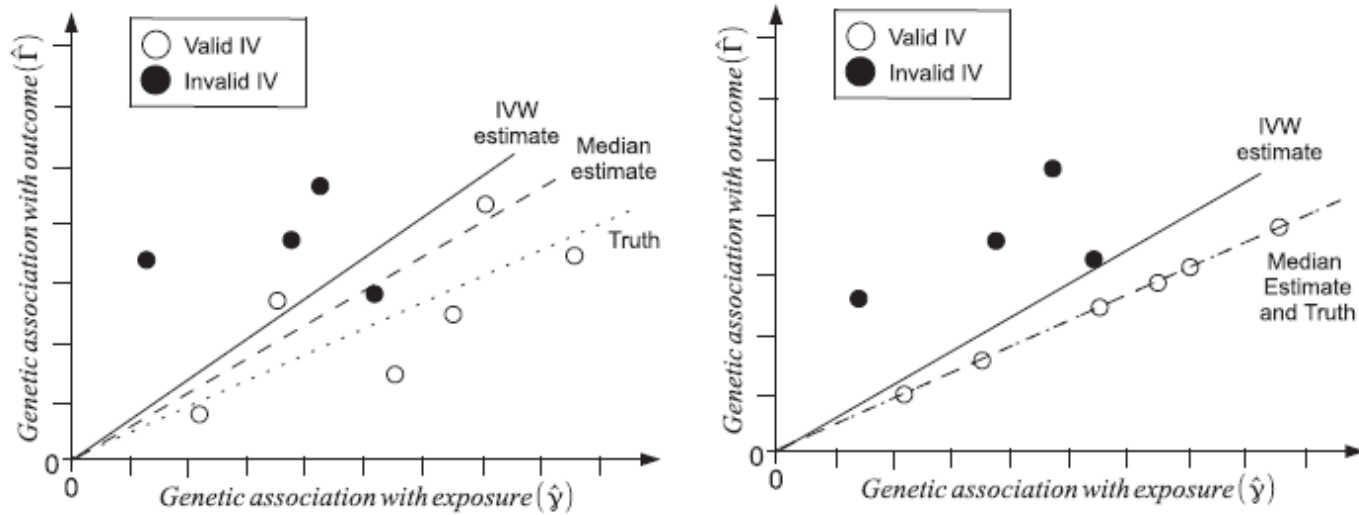 Valid IV
Invalid IV
IVW
estimate
Median
estimate
Truth
Genetic association with outcome (Γ̂)
0
0
Genetic association with exposure (γ̂)
Valid IV
Invalid IV
IVW
estimate
Median
Estimate
and Truth
Genetic association with outcome (Γ̂)
0
0
Genetic association with exposure (γ̂)